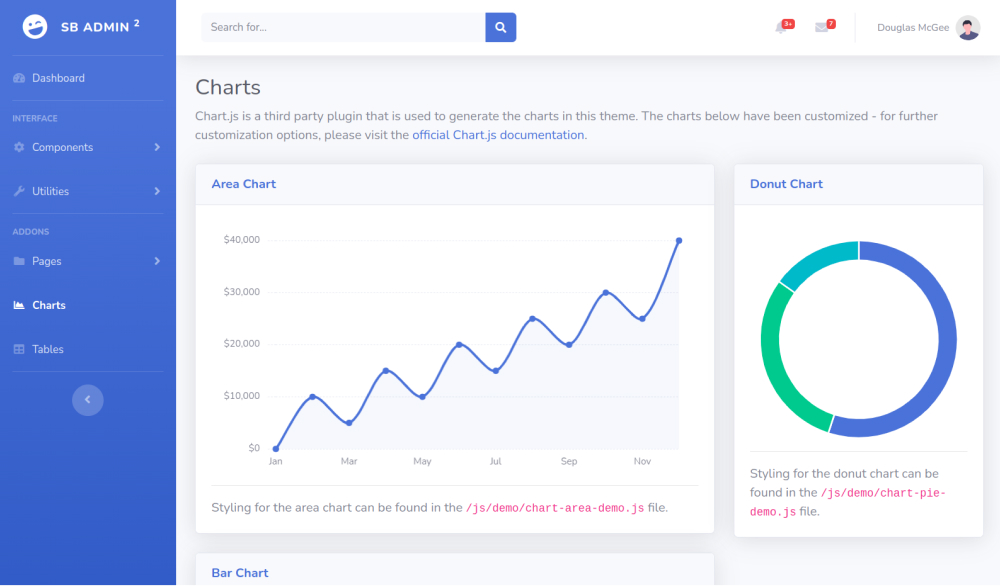 SB ADMIN 2
Search for...
3+
7
Douglas McGee
Dashboard
INTERFACE
Components
Utilities
ADDONS
Pages
Charts
Tables
Charts
Chart.js is a third party plugin that is used to generate the charts in this theme. The charts below have been customized - for further
customization options, please visit the official Chart.js documentation.
Area Chart
$40,000
$30,000
$20,000
$10,000
$0
Jan Mar May Jul Sep Nov
Styling for the area chart can be found in the /js/demo/chart-area-demo.js file.
Donut Chart
Styling for the donut chart can be
found in the /js/demo/chart-pie-
demo.js file.
Bar Chart